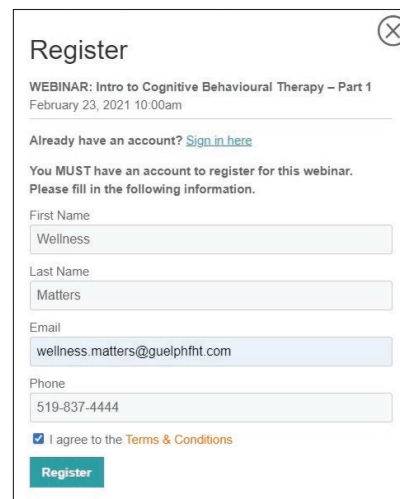 Register
WEBINAR: Intro to Cognitive Behavioural Therapy – Part 1
February 23, 2021 10:00am
Already have an account? Sign in here
You MUST have an account to register for this webinar.
Please fill in the following information.
First Name
Wellness
Last Name
Matters
Email
wellness.matters@guelphfht.com
Phone
519-837-4444
I agree to the Terms & Conditions
Register